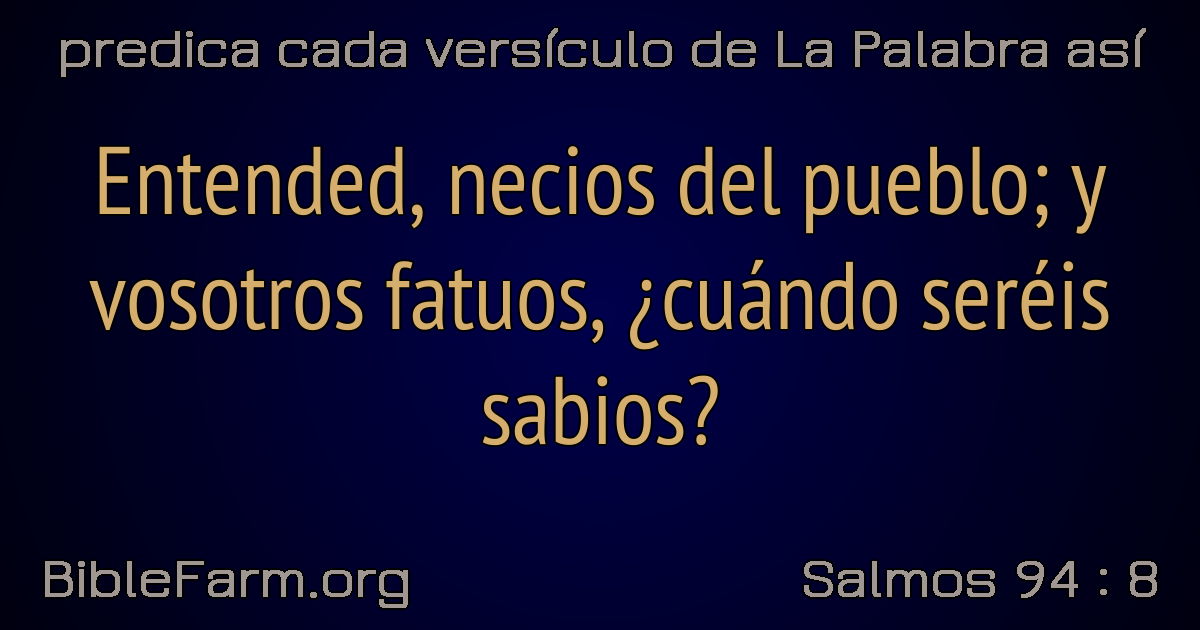 predica cada versículo de La Palabra así
Entended, necios del pueblo; y
vosotros fatuos, ¿cuándo seréis
sabios?
BibleFarm.org
Salmos 94 : 8